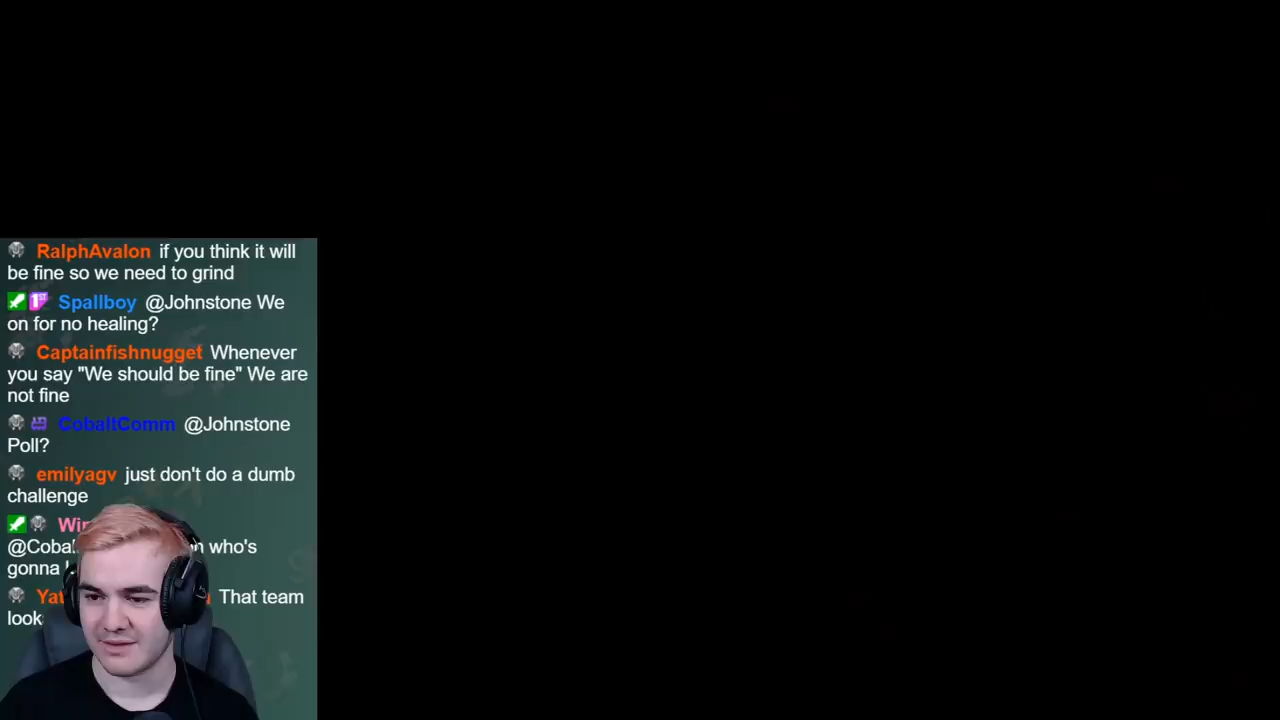 RalphAvalon if you think it will
be fine so we need to grind
1ST Spallboy @Johnstone We
on for no healing?
Captainfishnugget Whenever
you say "We should be fine" We are
not fine
CobaltComm @Johnstone
Poll?
emilyagv just don't do a dumb
challenge
who's
gonna
That team